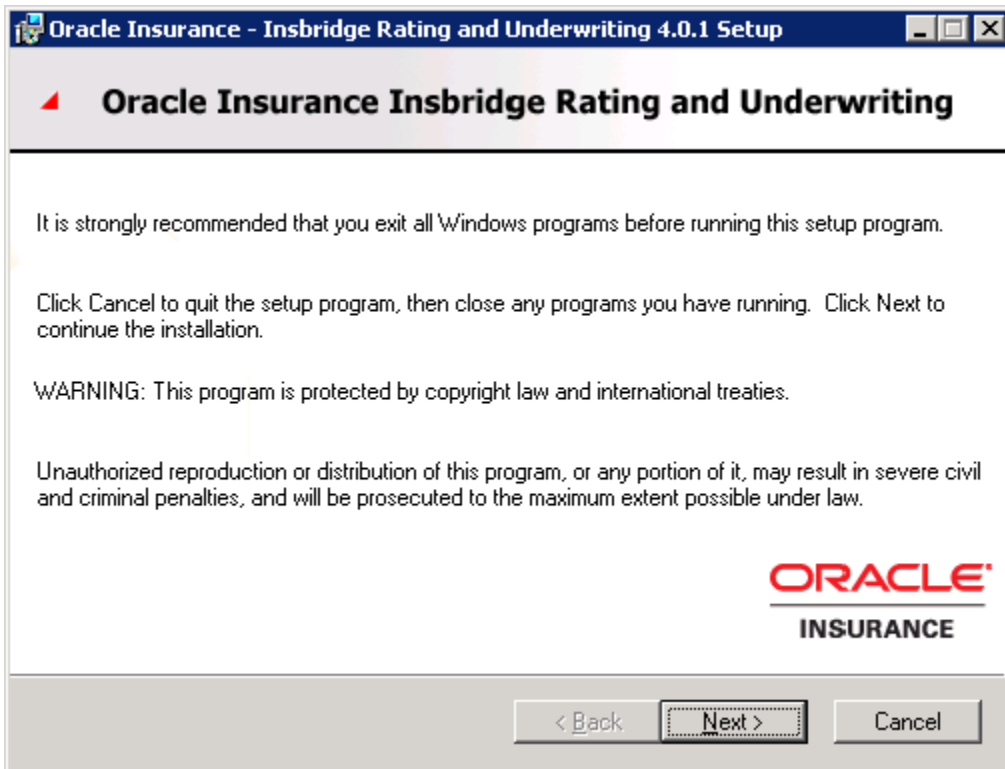 Oracle Insurance - Insbridge Rating and Underwriting 4.0.1 Setup
Oracle Insurance Insbridge Rating and Underwriting
It is strongly recommended that you exit all Windows programs before running this setup program.
Click Cancel to quit the setup program, then close any programs you have running.  Click Next to
continue the installation.
WARNING: This program is protected by copyright law and international treaties.
Unauthorized reproduction or distribution of this program, or any portion of it, may result in severe civil
and criminal penalties, and will be prosecuted to the maximum extent possible under law.
ORACLE
INSURANCE
< Back Next > Cancel